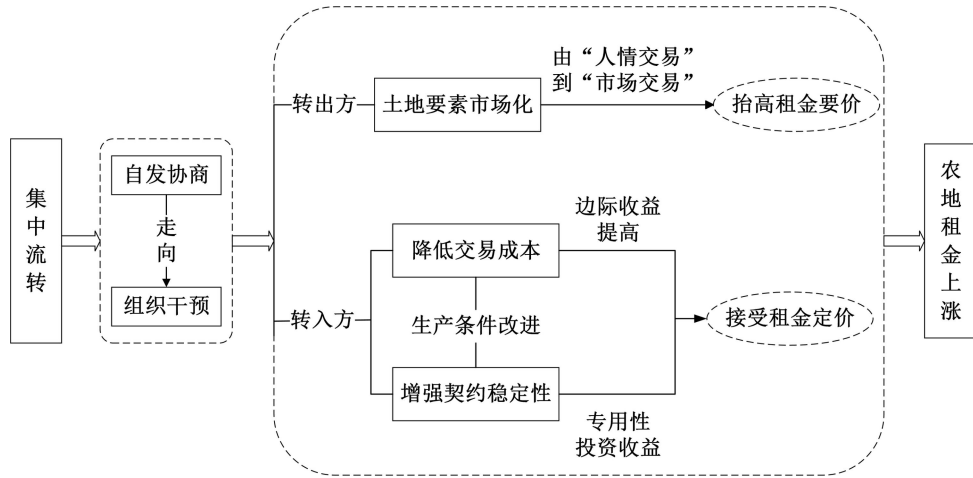 集中流转
自发协商
走向
组织干预
转出方
土地要素市场化
由“人情交易”
到“市场交易”
抬高租金要价
转入方
降低交易成本
边际收益
提高
生产条件改进
增强契约稳定性
专用性
投资收益
接受租金定价
农地租金上涨